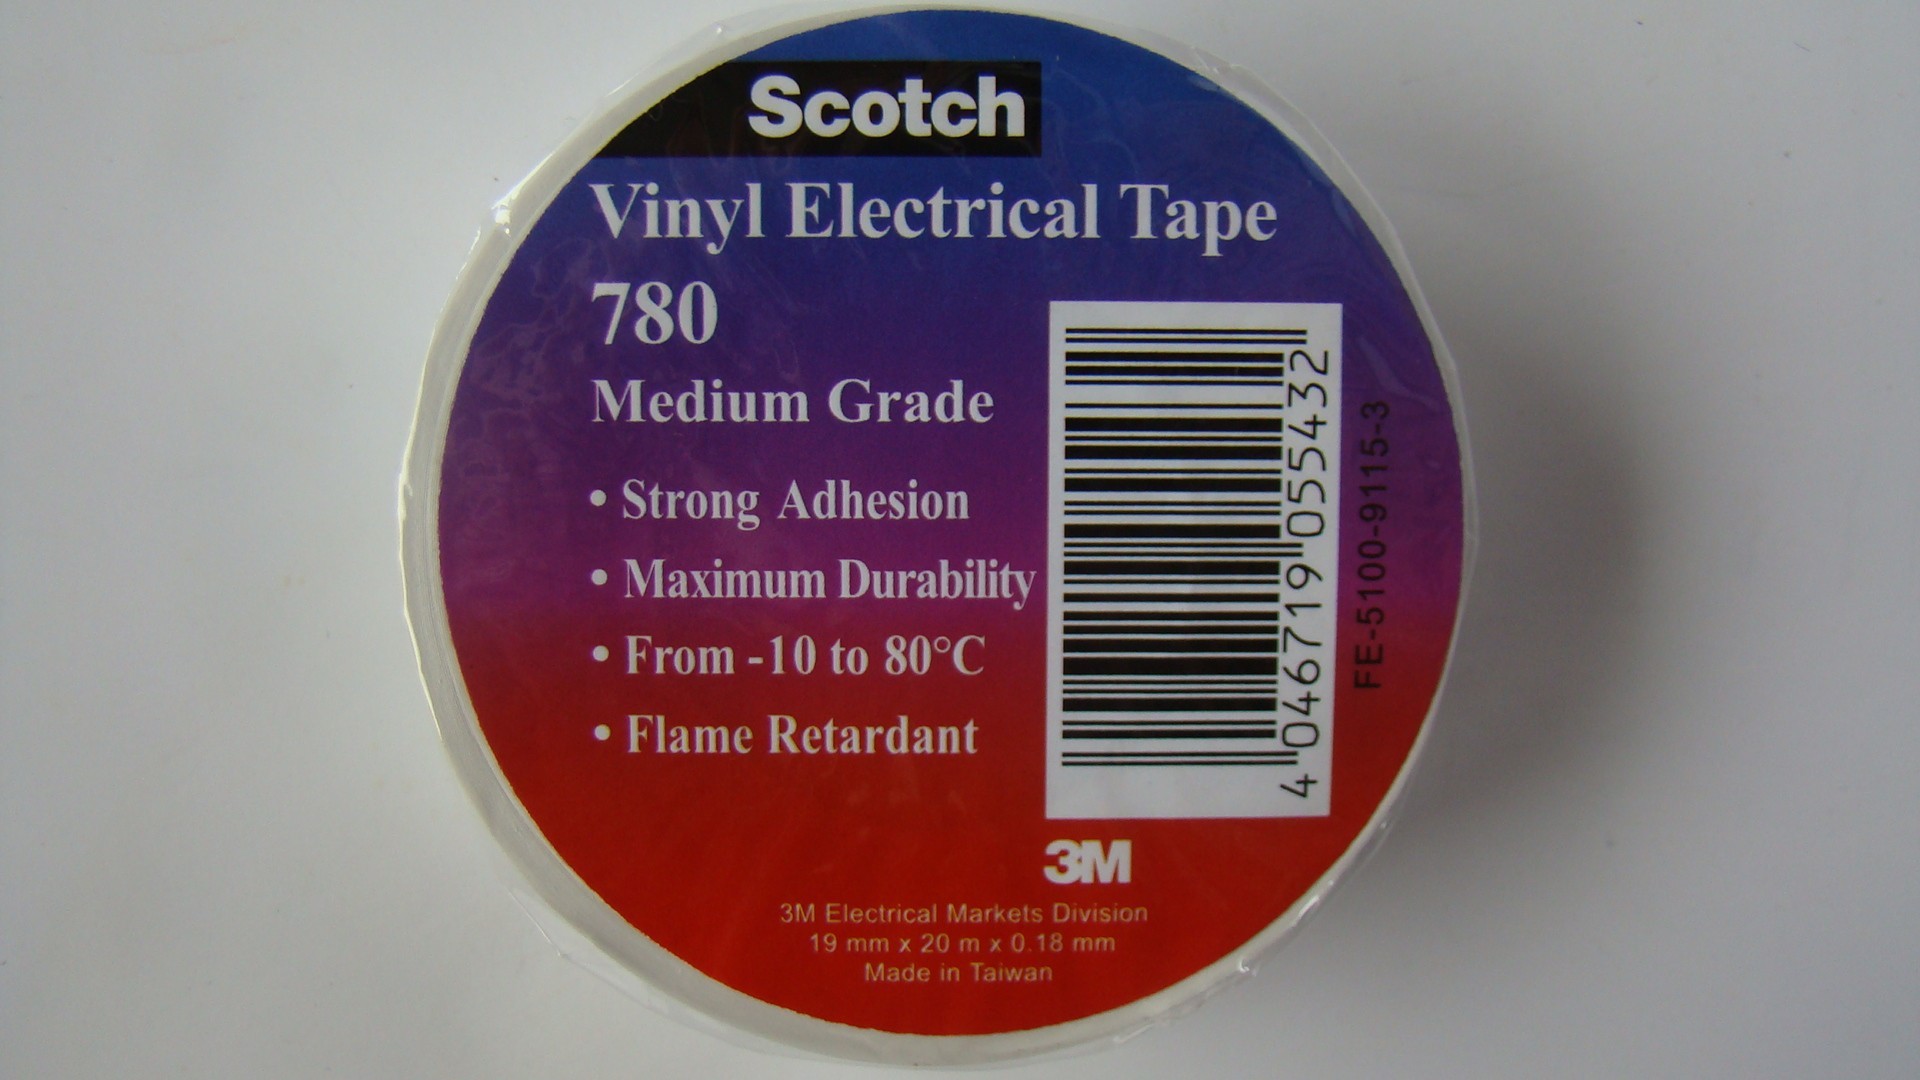 Scotch
Vinyl Electrical Tape
780
Medium Grade
• Strong Adhesion
• Maximum Durability
• From -10 to 80°C
• Flame Retardant
4 046719 055432
FE-5100-9115-3
3M
3M Electrical Markets Division
19 mm x 20 m x 0.18 mm
Made in Taiwan